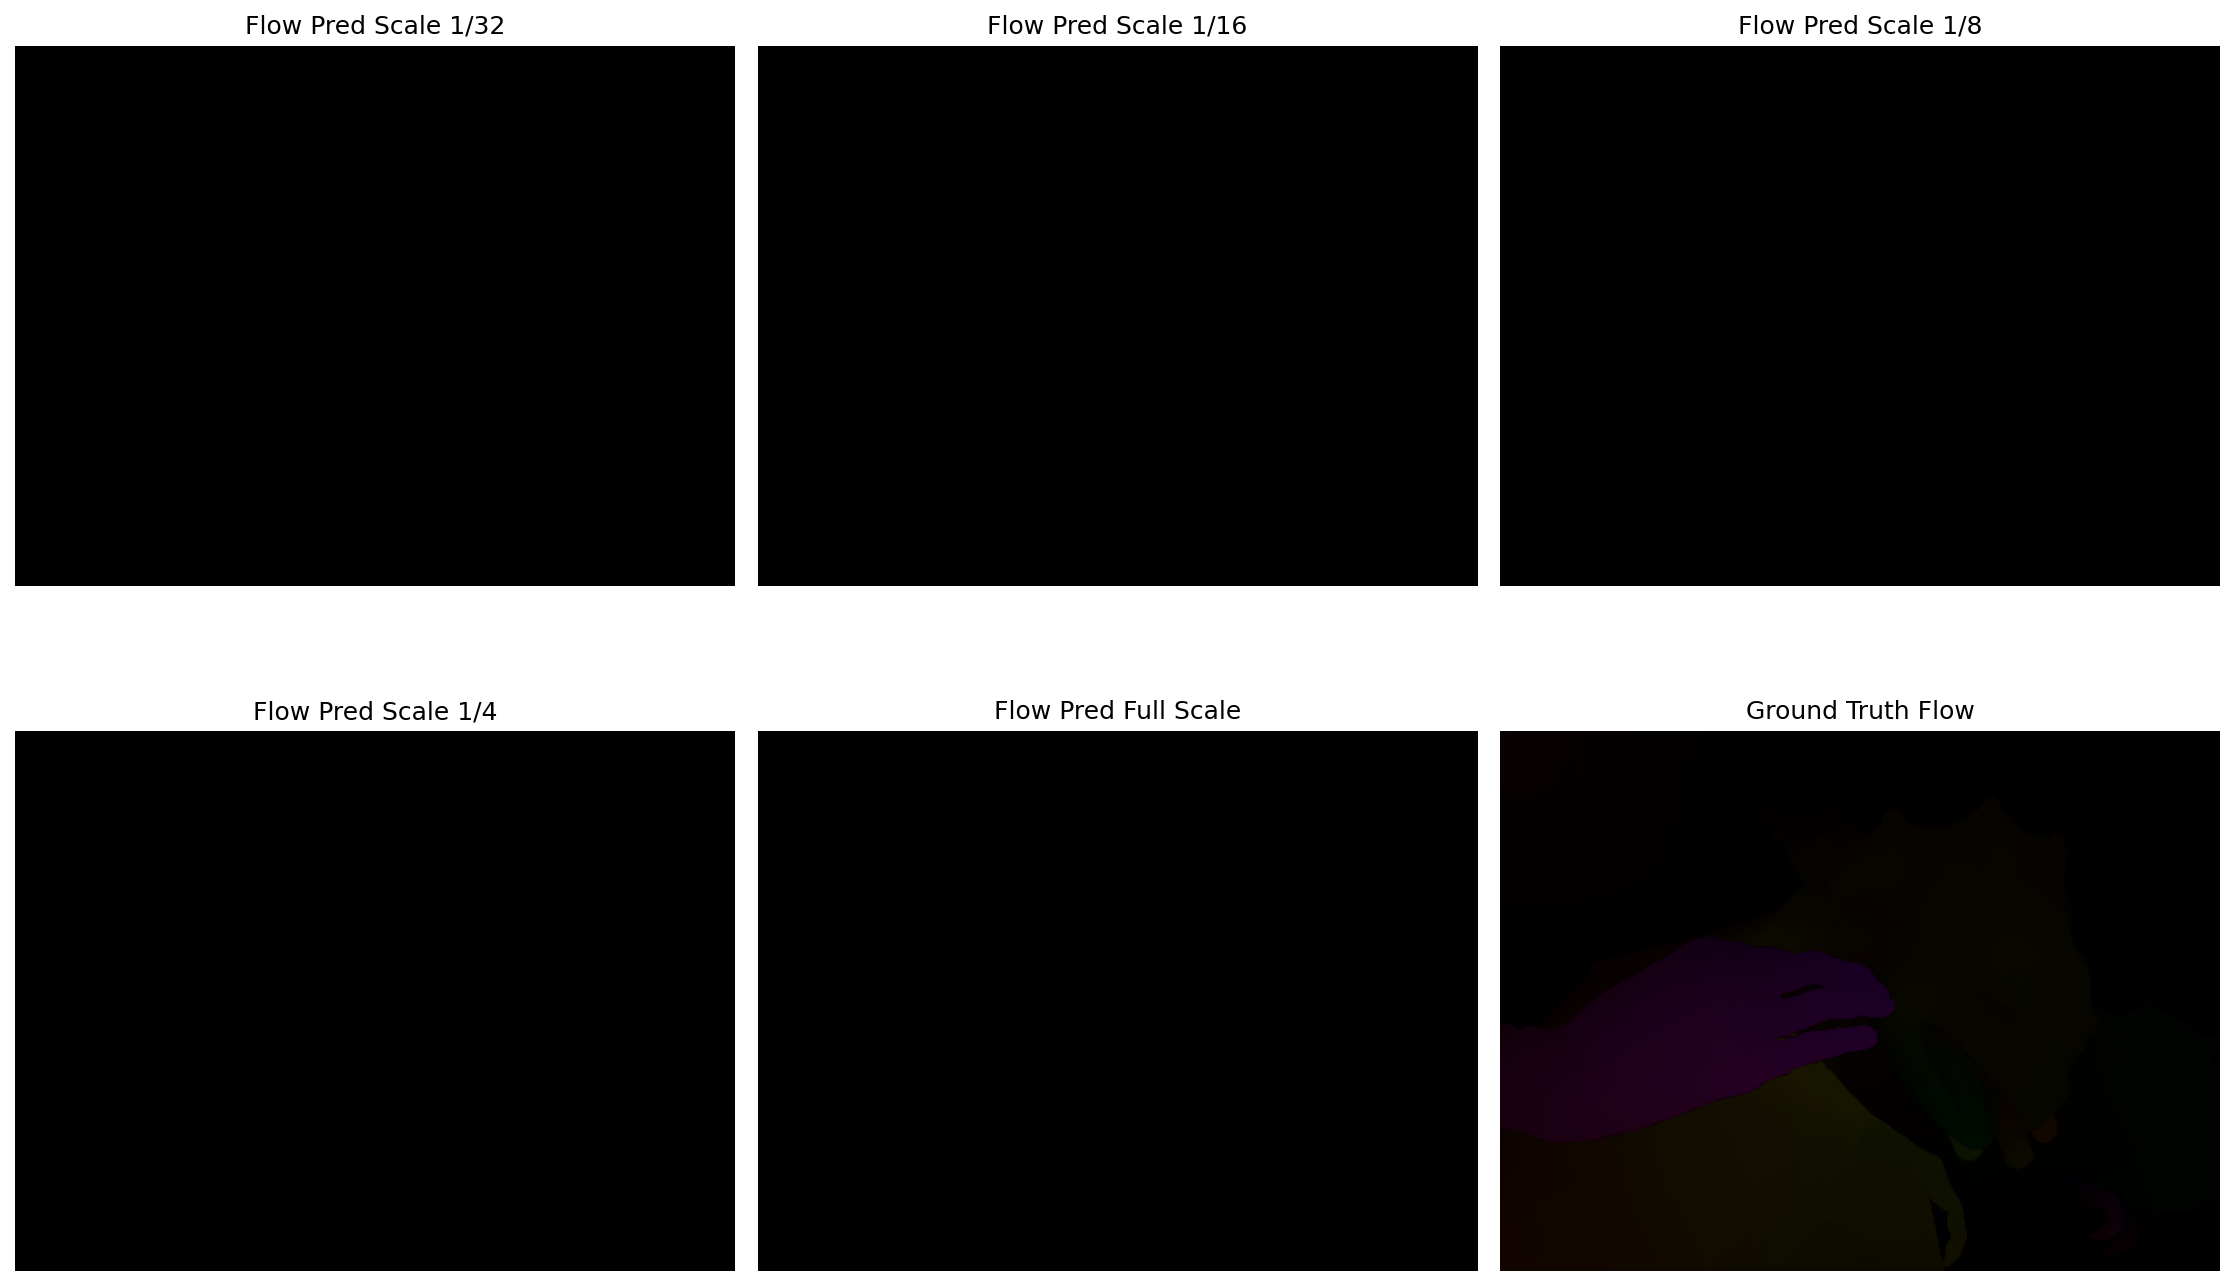 Flow Pred Scale 1/32
Flow Pred Scale 1/16
Flow Pred Scale 1/8
Flow Pred Scale 1/4
Flow Pred Full Scale
Ground Truth Flow